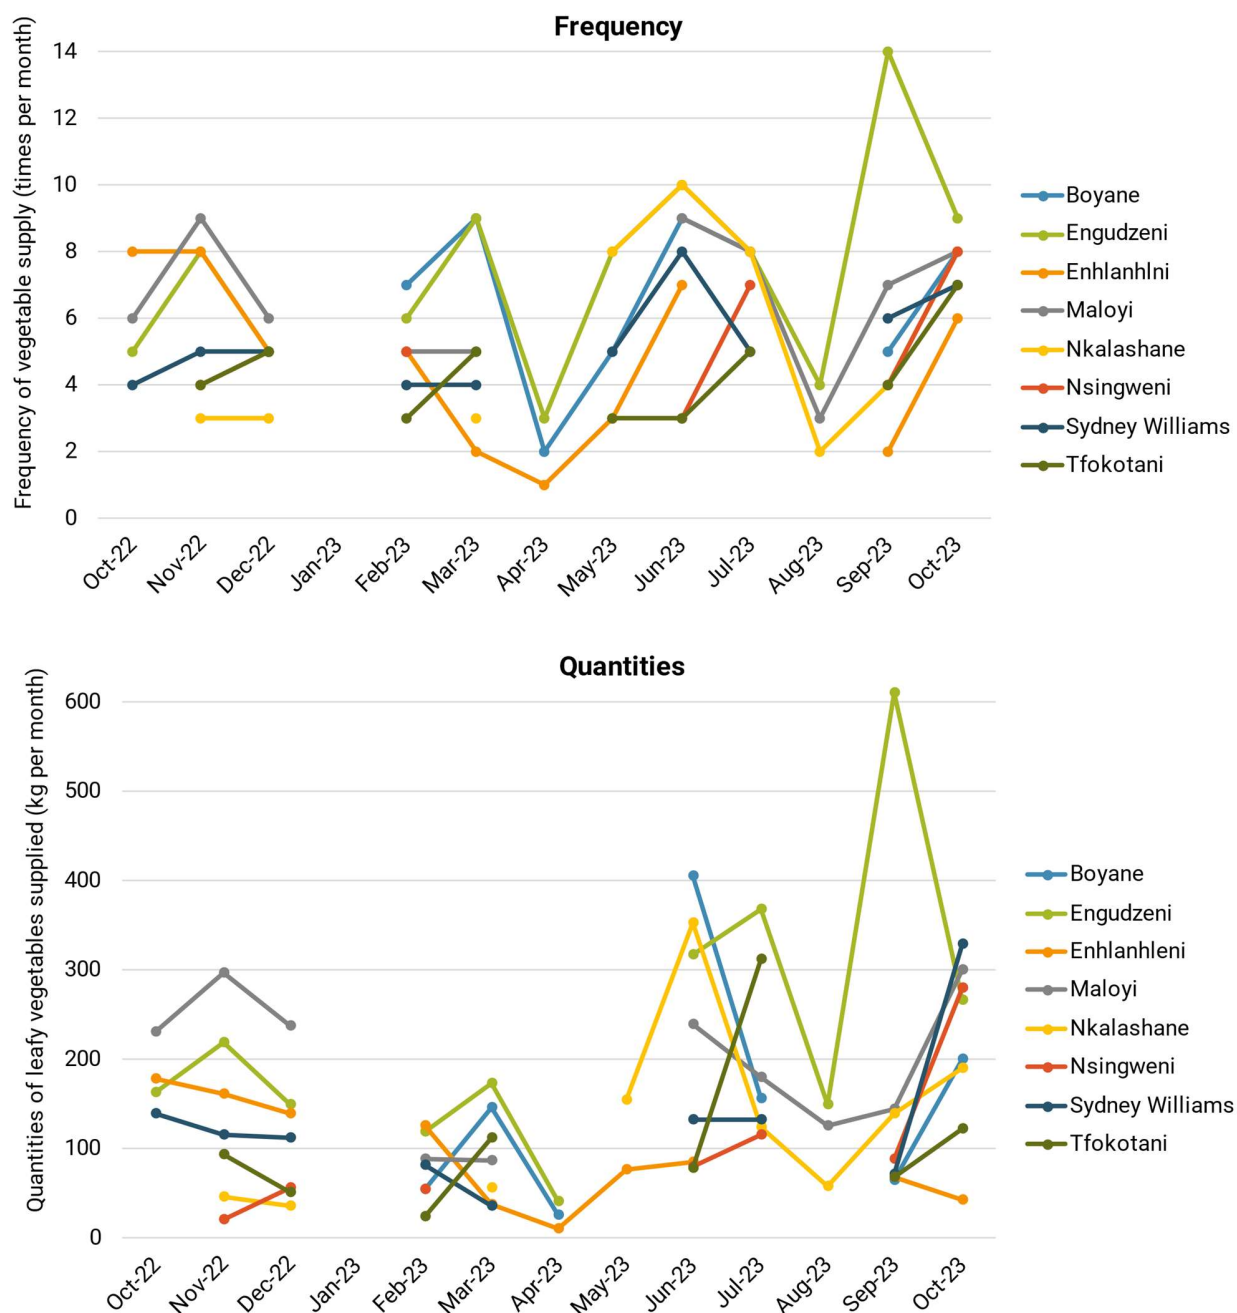 Frequency
Frequency of vegetable supply (times per month)
14
12
10
8
6
4
2
0
Oct-22
Nov-22
Dec-22
Jan-23
Feb-23
Mar-23
Apr-23
May-23
Jun-23
Jul-23
Aug-23
Sep-23
Oct-23
Boyane
Engudzeni
Enhlanhlni
Maloyi
Nkalashane
Nsingweni
Sydney Williams
Tfokotani
Quantities
Quantities of leafy vegetables supplied (kg per month)
600
500
400
300
200
100
0
Oct-22
Nov-22
Dec-22
Jan-23
Feb-23
Mar-23
Apr-23
May-23
Jun-23
Jul-23
Aug-23
Sep-23
Oct-23
Boyane
Engudzeni
Enhlanhleni
Maloyi
Nkalashane
Nsingweni
Sydney Williams
Tfokotani